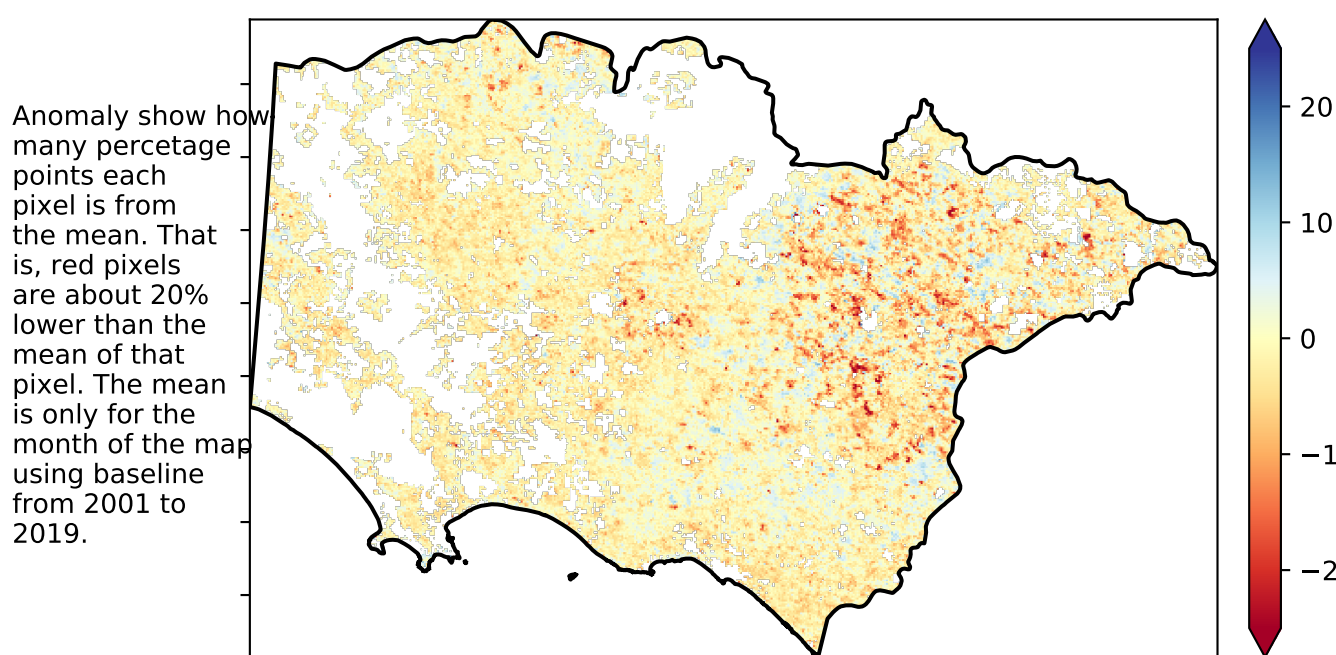 Anomaly show how
many percetage
points each
pixel is from
the mean. That
is, red pixels
are about 20%
lower than the
mean of that
pixel. The mean
is only for the
month of the map
using baseline
from 2001 to
2019.
20
10
0
−1
−2